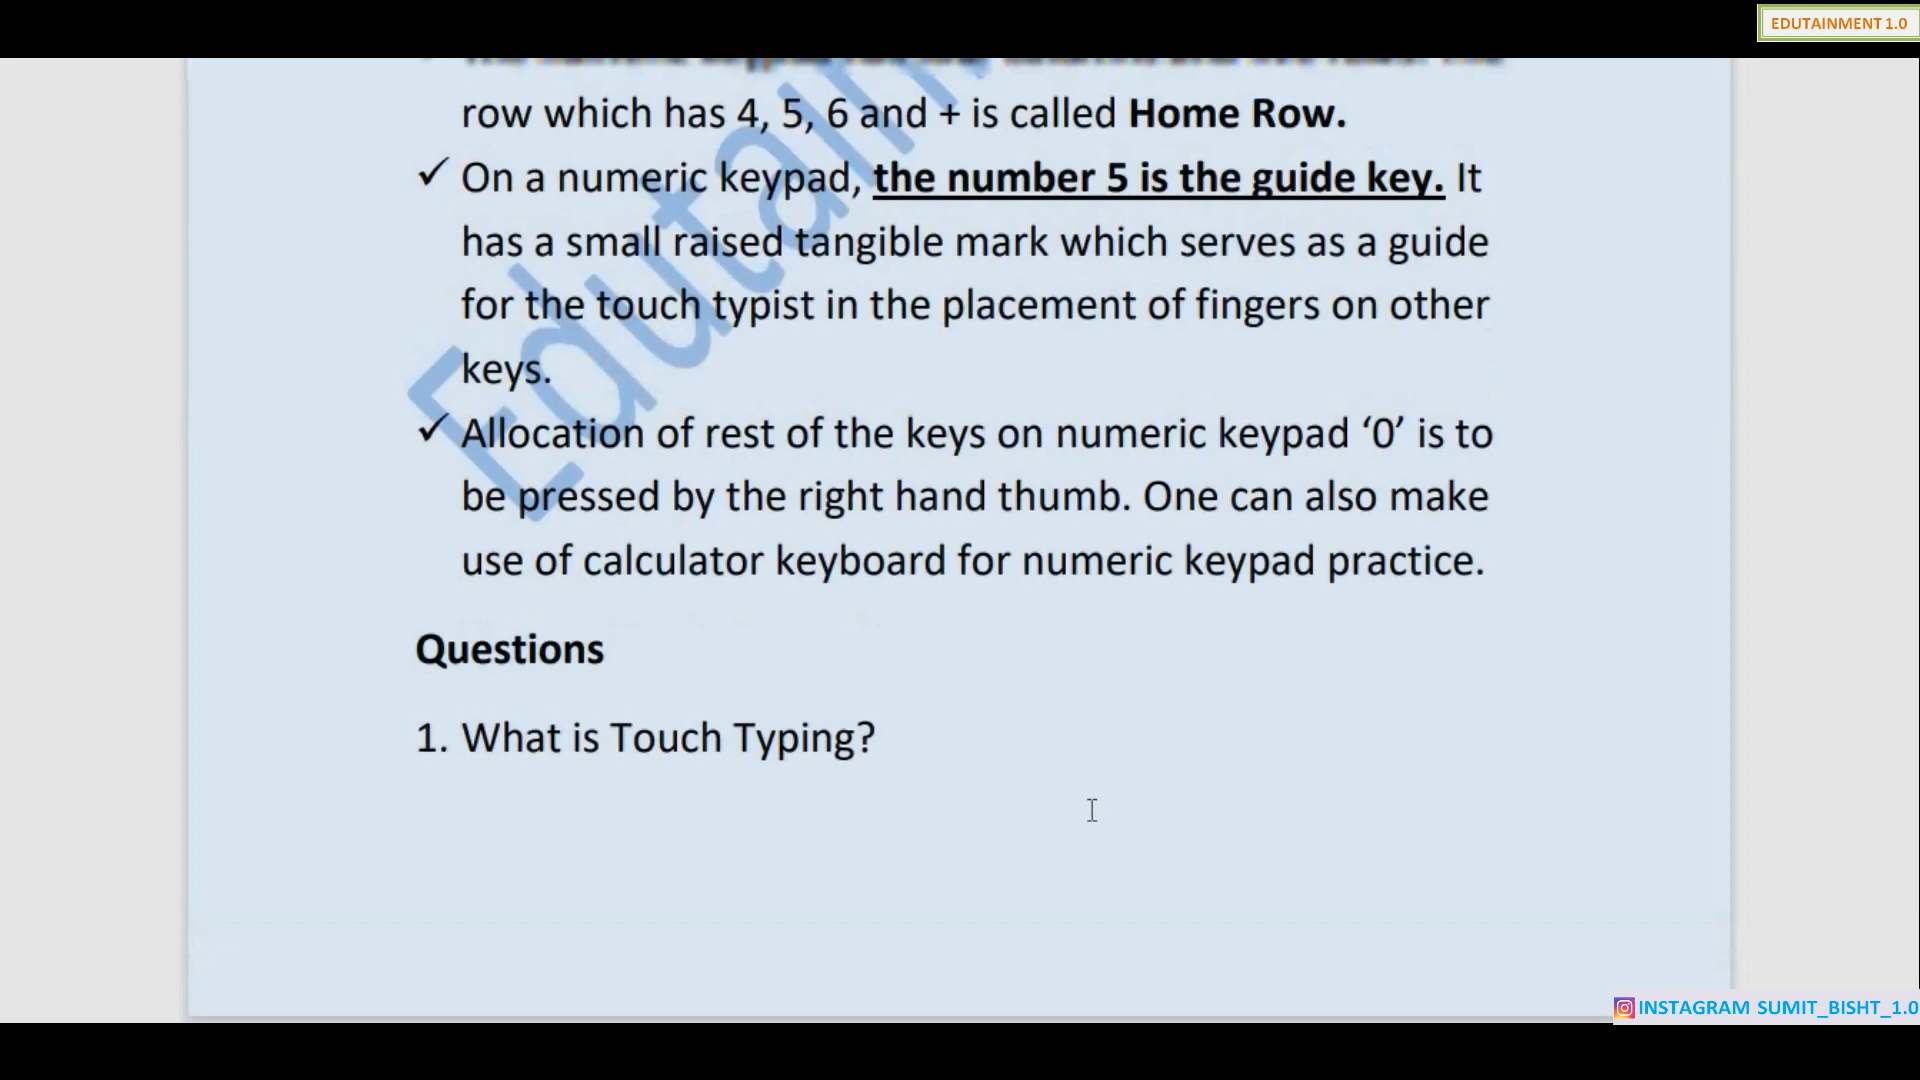 EDUTAINMENT 1.0
row which has 4, 5, 6 and + is called Home Row.
✓ On a numeric keypad, the number 5 is the guide key. It
has a small raised tangible mark which serves as a guide
for the touch typist in the placement of fingers on other
keys.
✓ Allocation of rest of the keys on numeric keypad ‘0’ is to
be pressed by the right hand thumb. One can also make
use of calculator keyboard for numeric keypad practice.
Questions
1. What is Touch Typing?
INSTAGRAM SUMIT_BISHT_1.0